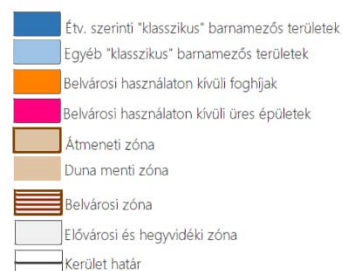 Étv. szerinti "klasszikus" barnamezős területek
Egyéb "klasszikus" barnamezős területek
Belvárosi használaton kívüli foghíjak
Belvárosi használaton kívüli üres épületek
Átmeneti zóna
Duna menti zóna
Belvárosi zóna
Elővárosi és hegyvidéki zóna
Kerület határ